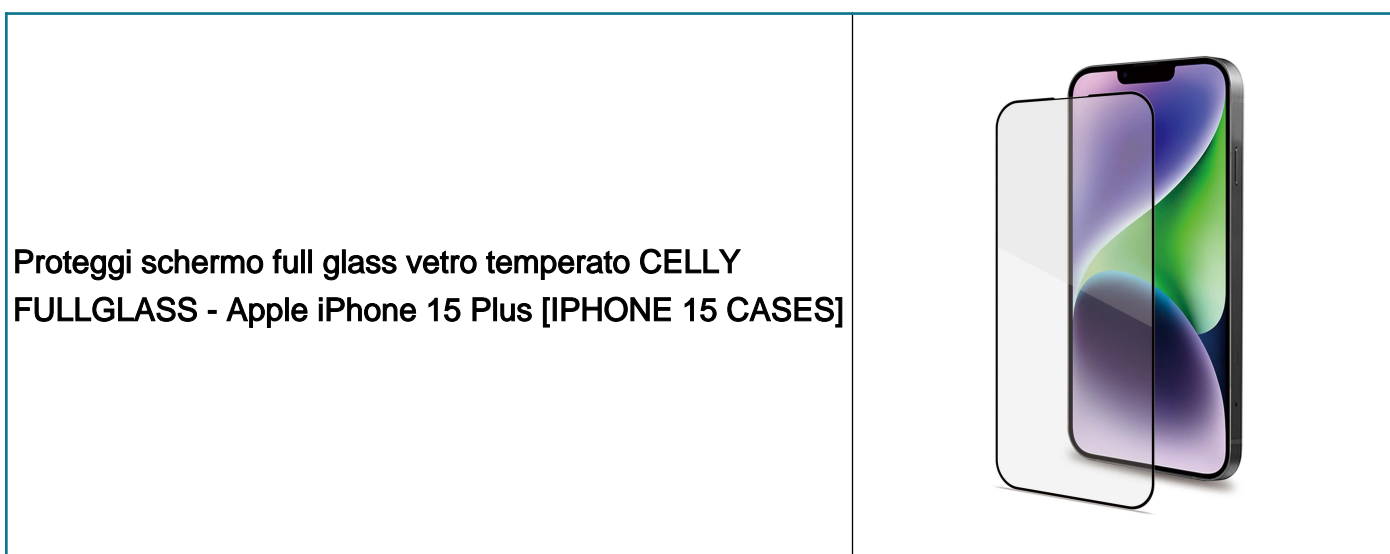 Proteggi schermo full glass vetro temperato CELLY
FULLGLASS - Apple iPhone 15 Plus [IPHONE 15 CASES]